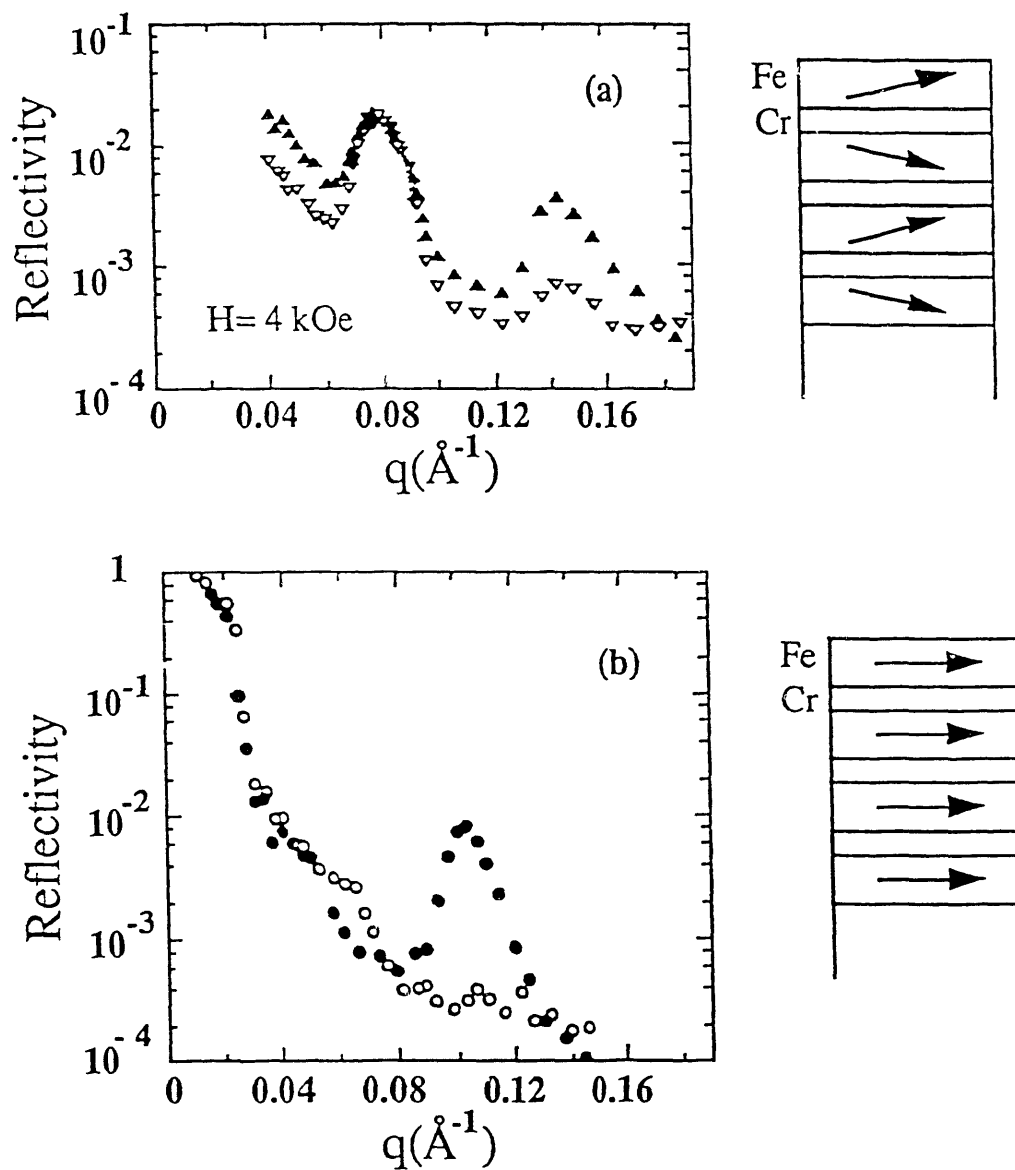 10-1
10-2
10-3
10-4
Reflectivity
(a)
H= 4 kOe
0 0.04 0.08 0.12 0.16
q(Å-1)
Fe
Cr
1
10-1
10-2
10-3
10-4
Reflectivity
(b)
0 0.04 0.08 0.12 0.16
q(Å-1)
Fe
Cr